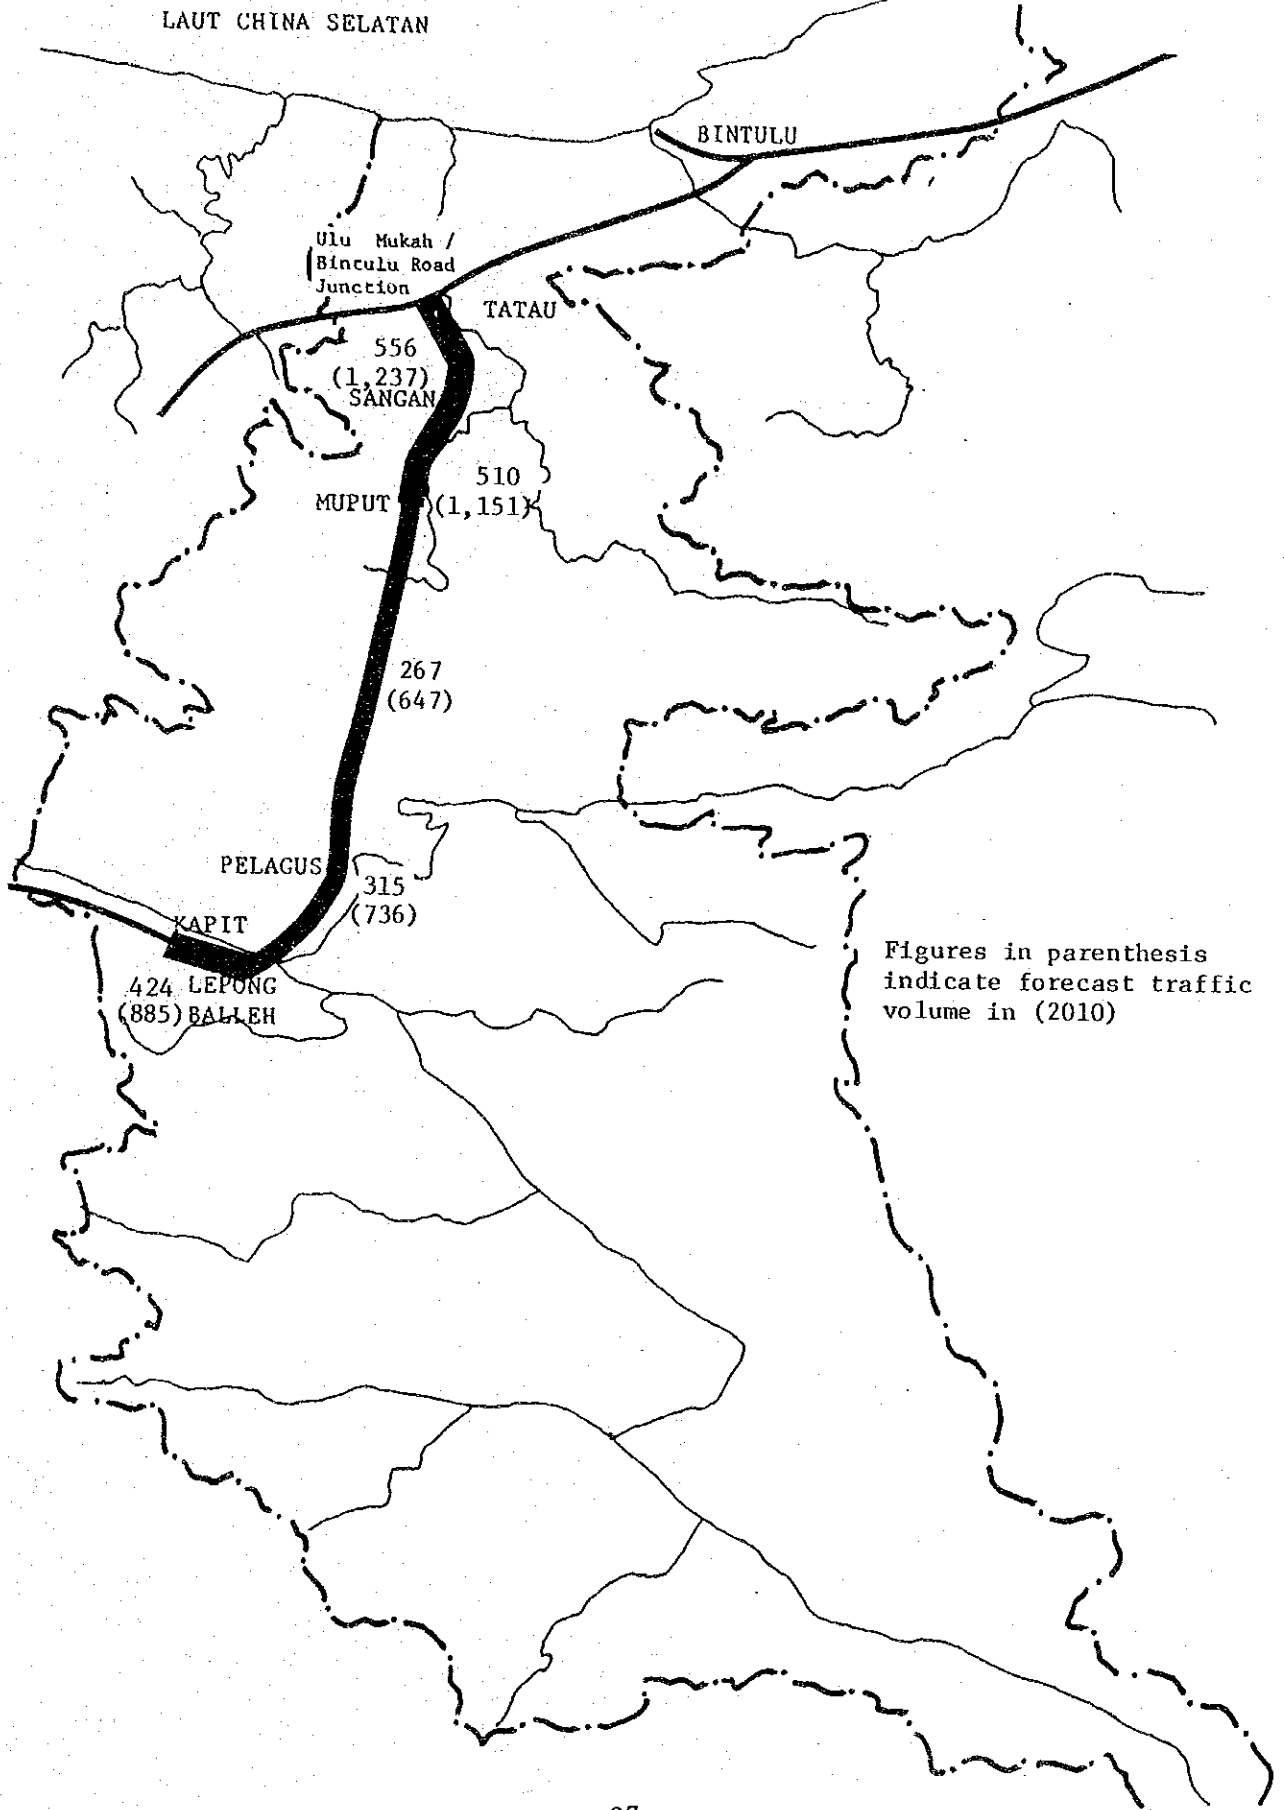 LAUT CHINA SELATAN
BINTULU
Ulu Mukah /
Bintulu Road
Junction
TATAU
556
(1,237)
SANGAN
510
MUPUT
(1,151)
267
(647)
PELAGUS
315
(736)
KAPIT
424 LEPONG
(885) BALLEH
Figures in parenthesis
indicate forecast traffic
volume in (2010)